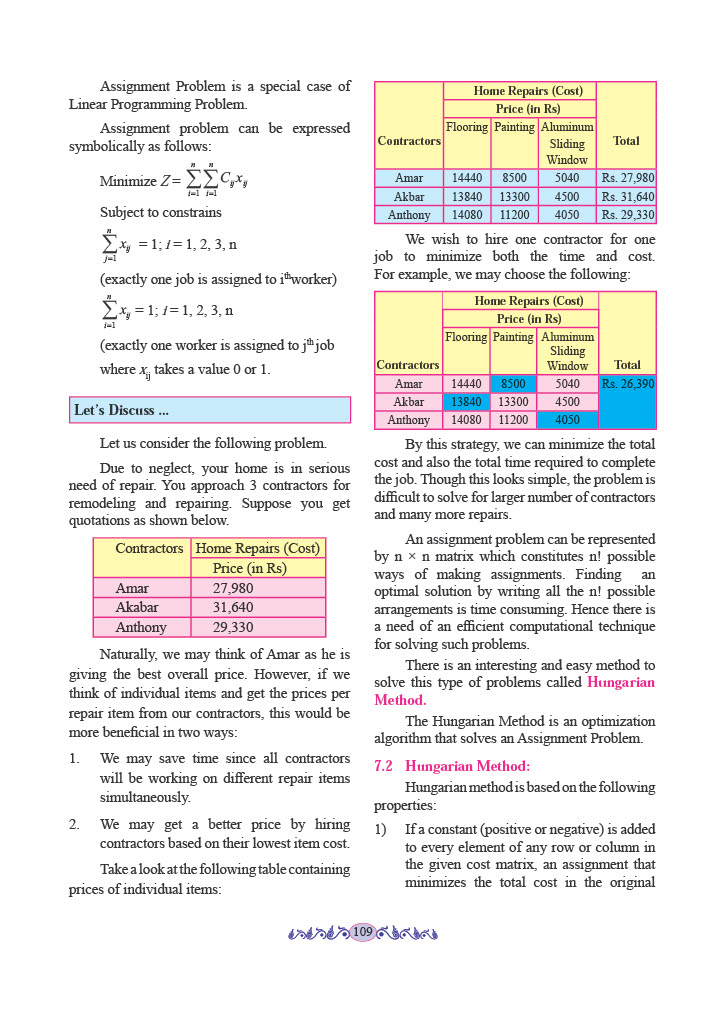 Assignment Problem is a special case of
Linear Programming Problem.
Assignment problem can be expressed
symbolically as follows:
Minimize Z = n∑i=1 n∑i=1 Cij xij
Subject to constrains
n∑j=1 xij = 1; i = 1, 2, 3, n
(exactly one job is assigned to ith worker)
n∑i=1 xij = 1; i = 1, 2, 3, n
(exactly one worker is assigned to jth job
where xij takes a value 0 or 1.
Let's Discuss ...
Let us consider the following problem.
Due to neglect, your home is in serious
need of repair. You approach 3 contractors for
remodeling and repairing. Suppose you get
quotations as shown below.
Contractors Home Repairs (Cost)
Price (in Rs)
Amar 27,980
Akabar 31,640
Anthony 29,330
Naturally, we may think of Amar as he is
giving the best overall price. However, if we
think of individual items and get the prices per
repair item from our contractors, this would be
more beneficial in two ways:
1. We may save time since all contractors
will be working on different repair items
simultaneously.
2. We may get a better price by hiring
contractors based on their lowest item cost.
Take a look at the following table containing
prices of individual items:
Home Repairs (Cost)
Price (in Rs)
Contractors Flooring Painting Aluminum
Sliding
Window
Total
Amar 14440 8500 5040 Rs. 27,980
Akbar 13840 13300 4500 Rs. 31,640
Anthony 14080 11200 4050 Rs. 29,330
We wish to hire one contractor for one
job to minimize both the time and cost.
For example, we may choose the following:
Home Repairs (Cost)
Price (in Rs)
Flooring Painting Aluminum
Sliding
Contractors Window Total
Amar 14440 8500 5040 Rs. 26,390
Akbar 13840 13300 4500
Anthony 14080 11200 4050
By this strategy, we can minimize the total
cost and also the total time required to complete
the job. Though this looks simple, the problem is
difficult to solve for larger number of contractors
and many more repairs.
An assignment problem can be represented
by n × n matrix which constitutes n! possible
ways of making assignments. Finding an
optimal solution by writing all the n! possible
arrangements is time consuming. Hence there is
a need of an efficient computational technique
for solving such problems.
There is an interesting and easy method to
solve this type of problems called Hungarian
Method.
The Hungarian Method is an optimization
algorithm that solves an Assignment Problem.
7.2 Hungarian Method:
Hungarian method is based on the following
properties:
1) If a constant (positive or negative) is added
to every element of any row or column in
the given cost matrix, an assignment that
minimizes the total cost in the original
109